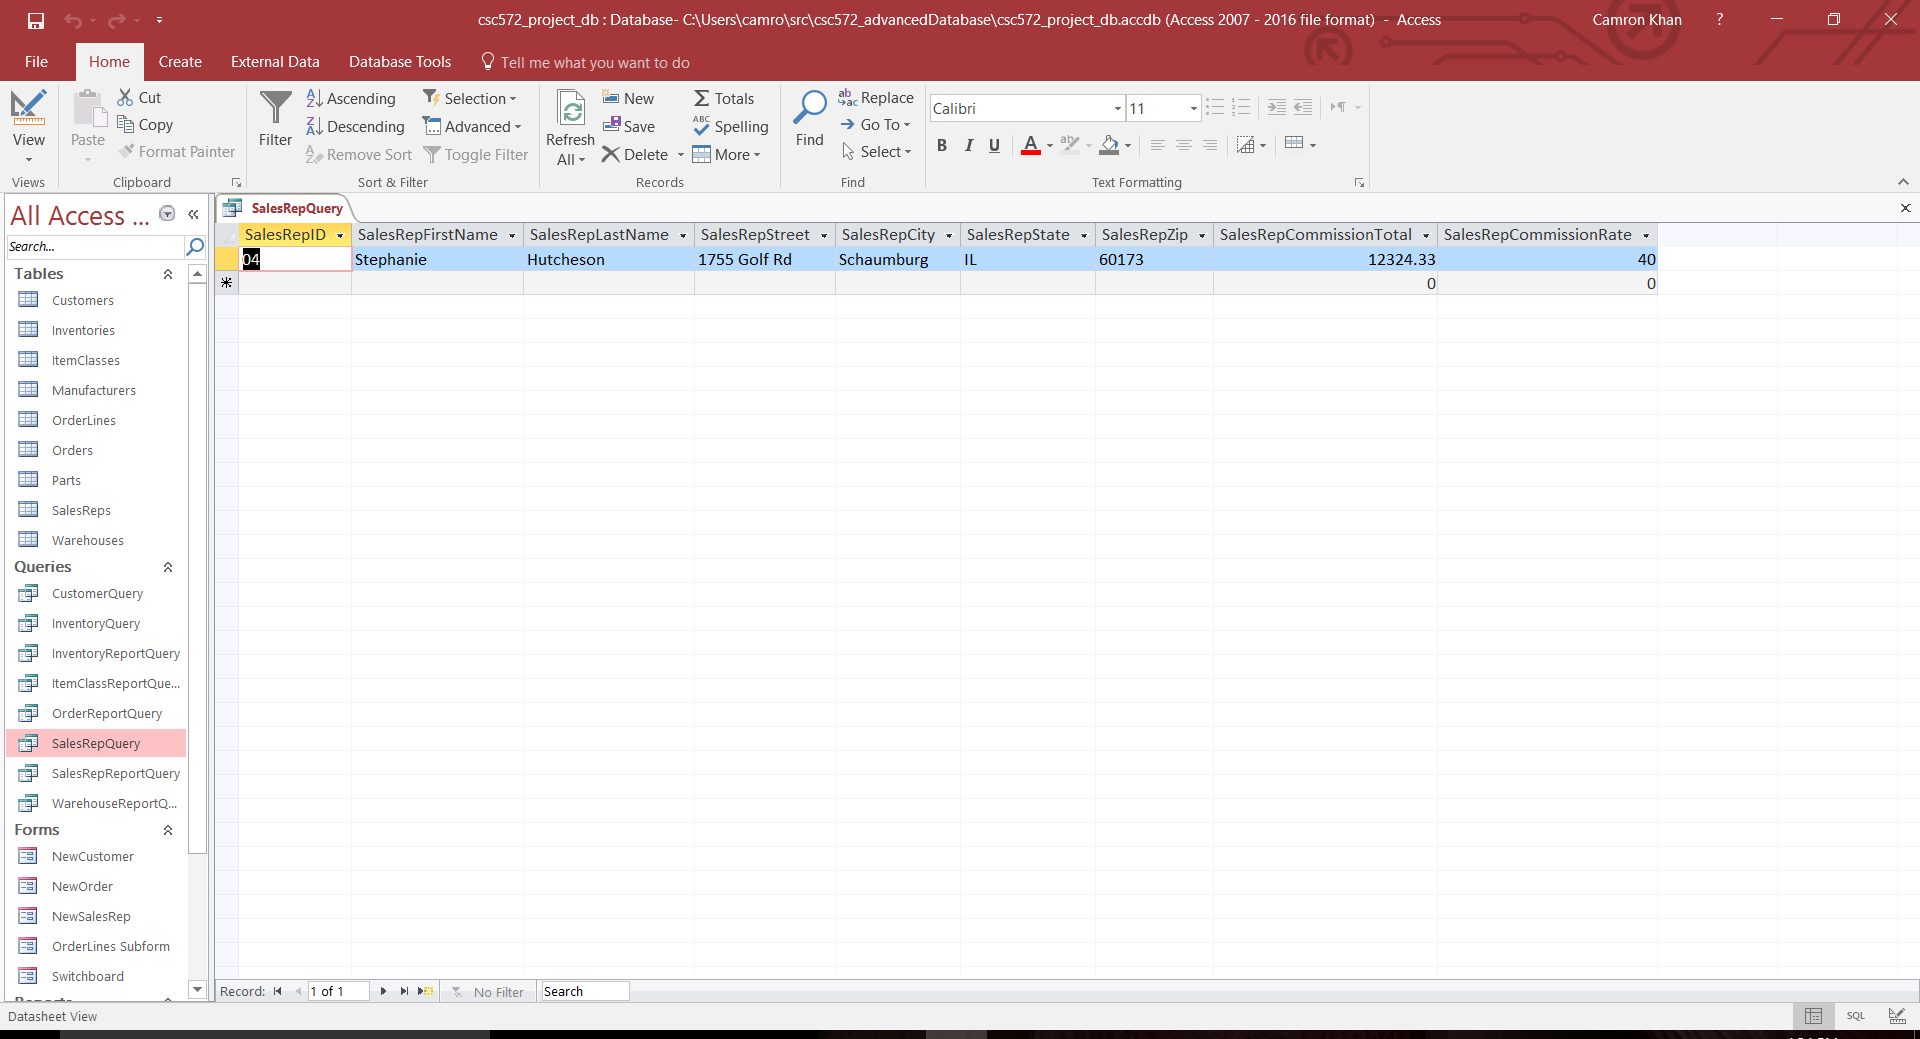 csc572_project_db : Database- C:\Users\camro\src\csc572_advancedDatabase\csc572_project_db.accdb (Access 2007 - 2016 file format) - Access
Camron Khan ?
File Home Create External Data Database Tools Tell me what you want to do
View
Views
Paste
Cut
Copy
Format Painter
Clipboard
Filter
Ascending
Descending
Remove Sort
Selection
Advanced
Toggle Filter
Sort & Filter
Refresh
All
New
Save
Delete
Totals
Spelling
More
Records
Find
Replace
Go To
Select
Find
Calibri 11
B I U A
Text Formatting
All Access ...
Search...
Tables
Customers
Inventories
ItemClasses
Manufacturers
OrderLines
Orders
Parts
SalesReps
Warehouses
Queries
CustomerQuery
InventoryQuery
InventoryReportQuery
ItemClassReportQue...
OrderReportQuery
SalesRepQuery
SalesRepReportQuery
WarehouseReportQ...
Forms
NewCustomer
NewOrder
NewSalesRep
OrderLines Subform
Switchboard
SalesRepQuery
SalesRepID SalesRepFirstName SalesRepLastName SalesRepStreet SalesRepCity SalesRepState SalesRepZip SalesRepCommissionTotal SalesRepCommissionRate
04 Stephanie Hutcheson 1755 Golf Rd Schaumburg IL 60173 12324.33 40
0 0
Record: 1 of 1 No Filter Search
Datasheet View
SQL